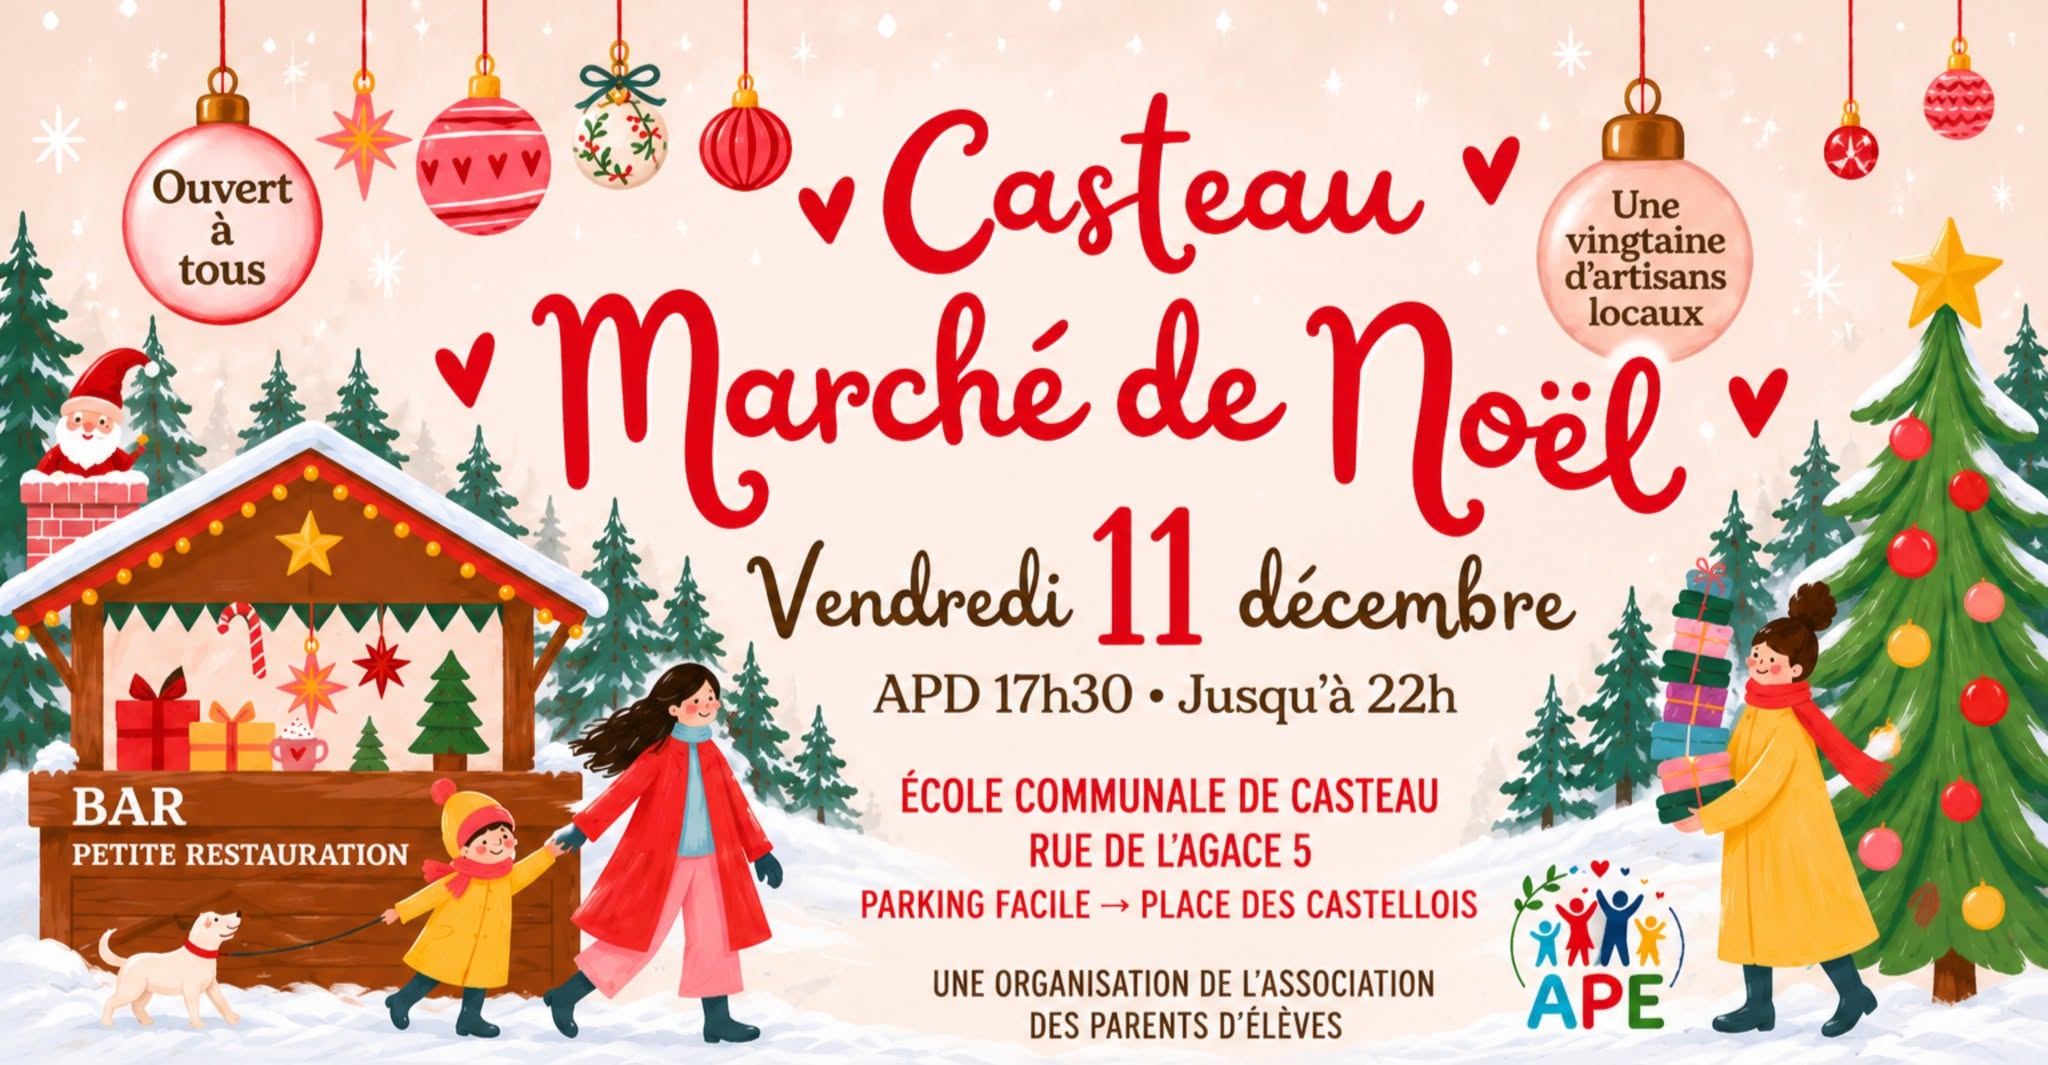 Ouvert
à
tous
Casteau
Marché de Noël
Une
vingtaine
d'artisans
locaux
Vendredi 11 décembre
APD 17h30 • Jusqu'à 22h
ÉCOLE COMMUNALE DE CASTEAU
RUE DE L'AGACE 5
PARKING FACILE → PLACE DES CASTELLOIS
UNE ORGANISATION DE L'ASSOCIATION
DES PARENTS D'ÉLÈVES
BAR
PETITE RESTAURATION
APE